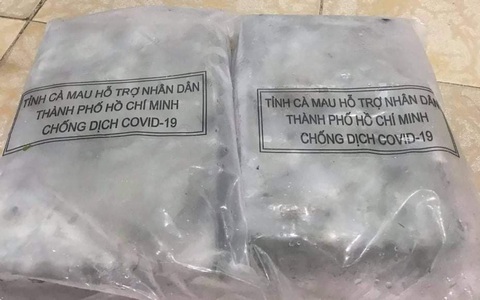 TỈNH CÀ MAU HỖ TRỢ NHÂN DÂN
THÀNH PHỐ HỒ CHÍ MINH
CHỐNG DỊCH COVID-19
TỈNH CÀ MAU HỖ TRỢ NHÂN DÂN
THÀNH PHỐ HỒ CHÍ MINH
CHỐNG DỊCH COVID-19